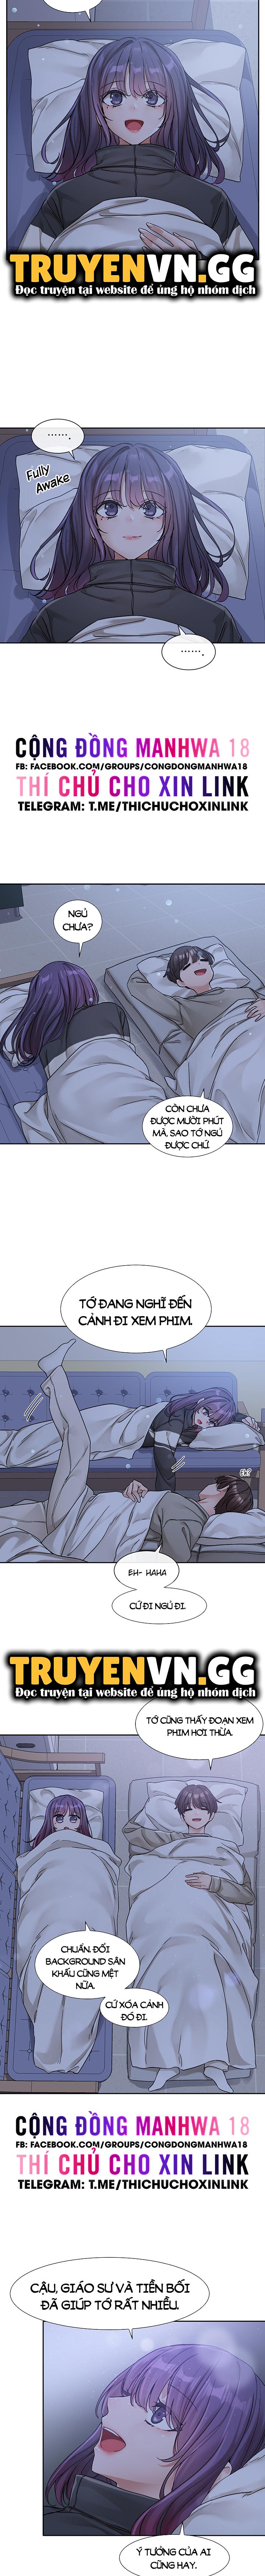 TRUYENVN.GG
Đọc truyện tại website để ủng hộ nhóm dịch
.......
Fully
Awake
.......
CỘNG ĐỒNG MANHWA 18
FB: FACEBOOK.COM/GROUPS/CONGDONGMANHWA18
THÍ CHỦ CHO XIN LINK
TELEGRAM: T.ME/THICHUCHOXINLINK
NGỦ
CHƯA?
CÒN CHƯA
ĐƯỢC MƯỜI PHÚT
MÀ, SAO TỚ NGỦ
ĐƯỢC CHỨ.
TỚ ĐANG NGHĨ ĐẾN
CẢNH ĐI XEM PHIM.
Eh?
EH- HAHA
CỨ ĐI NGỦ ĐI.
TRUYENVN.GG
Đọc truyện tại website để ủng hộ nhóm dịch
TỚ CŨNG THẤY ĐOẠN XEM
PHIM HƠI THỪA.
CHUẨN. ĐỔI
BACKGROUND SÂN
KHẤU CŨNG MỆT
NỮA.
CỨ XÓA CẢNH
ĐÓ ĐI.
CỘNG ĐỒNG MANHWA 18
FB: FACEBOOK.COM/GROUPS/CONGDONGMANHWA18
THÍ CHỦ CHO XIN LINK
TELEGRAM: T.ME/THICHUCHOXINLINK
CẬU, GIÁO SƯ VÀ TIỀN BỐI
ĐÃ GIÚP TỚ RẤT NHIỀU.
Ý TƯỞNG CỦA AI
CŨNG HAY.